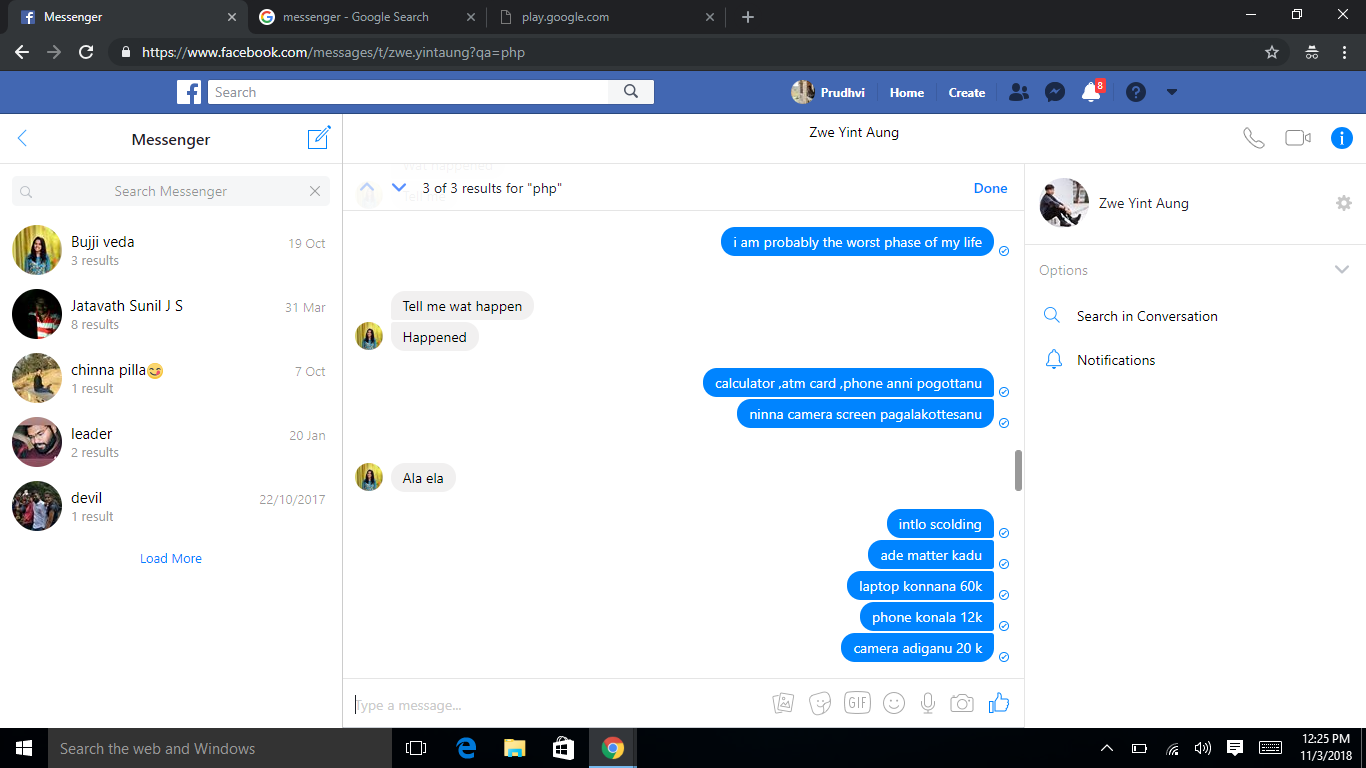 Messenger
messenger - Google Search
play.google.com
https://www.facebook.com/messages/t/zwe.yintaung?qa=php
Search
Prudhvi
Home
Create
8
Messenger
Zwe Yint Aung
Search Messenger
Bujji veda
19 Oct
3 results
Jatavath Sunil J S
31 Mar
8 results
chinna pilla😋
7 Oct
1 result
leader
20 Jan
2 results
devil
22/10/2017
1 result
Load More
Wat happened
3 of 3 results for "php"
Done
i am probably the worst phase of my life
Tell me wat happen
Happened
calculator ,atm card ,phone anni pogottanu
ninna camera screen pagalakottesanu
Ala ela
intlo scolding
ade matter kadu
laptop konnana 60k
phone konala 12k
camera adiganu 20 k
Type a message...
GIF
Zwe Yint Aung
Options
Search in Conversation
Notifications
Search the web and Windows
12:25 PM
11/3/2018